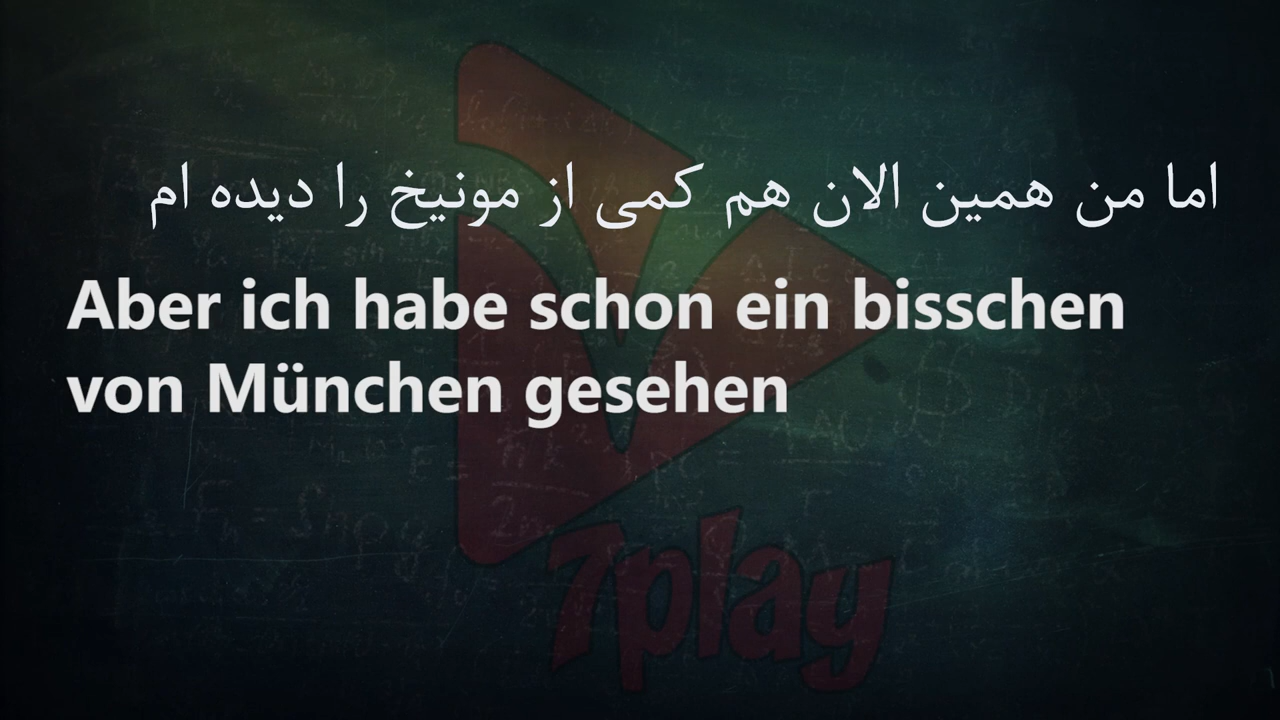 اما من همین الان هم کمی از مونیخ را دیده ام
Aber ich habe schon ein bisschen
von München gesehen
7play